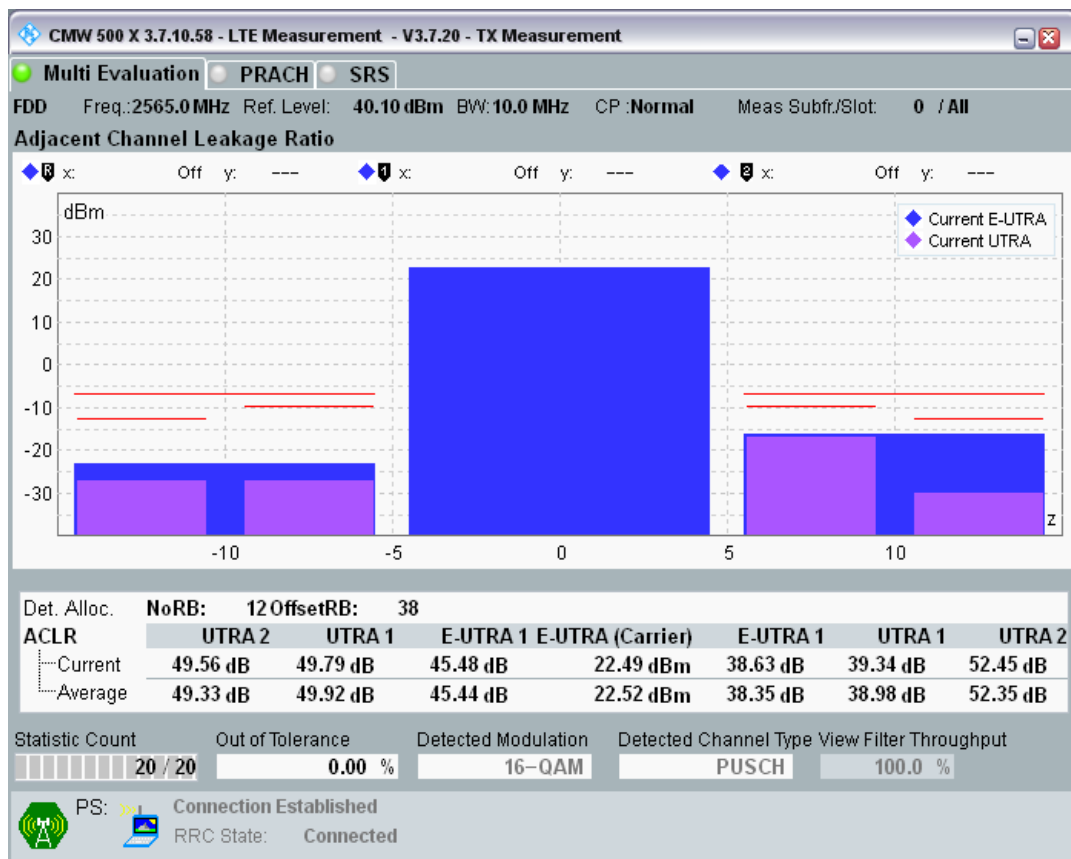 CMW 500 X 3.7.10.58 - LTE Measurement - V3.7.20 - TX Measurement
Multi Evaluation PRACH SRS
FDD Freq.:2565.0 MHz Ref. Level: 40.10 dBm BW:10.0 MHz CP :Normal Meas Subfr./Slot: 0 / All
Adjacent Channel Leakage Ratio
R x: Off y: --- 1 x: Off y: --- 2 x: Off y: ---
dBm
Current E-UTRA
Current UTRA
30
20
10
0
-10
-20
-30
z
-10 -5 0 5 10
Det. Alloc. NoRB: 12 OffsetRB: 38
ACLR UTRA 2 UTRA 1 E-UTRA 1 E-UTRA (Carrier) E-UTRA 1 UTRA 1 UTRA 2
Current 49.56 dB 49.79 dB 45.48 dB 22.49 dBm 38.63 dB 39.34 dB 52.45 dB
Average 49.33 dB 49.92 dB 45.44 dB 22.52 dBm 38.35 dB 38.98 dB 52.35 dB
Statistic Count Out of Tolerance Detected Modulation Detected Channel Type View Filter Throughput
20 / 20 0.00 % 16-QAM PUSCH 100.0 %
PS: Connection Established
RRC State: Connected